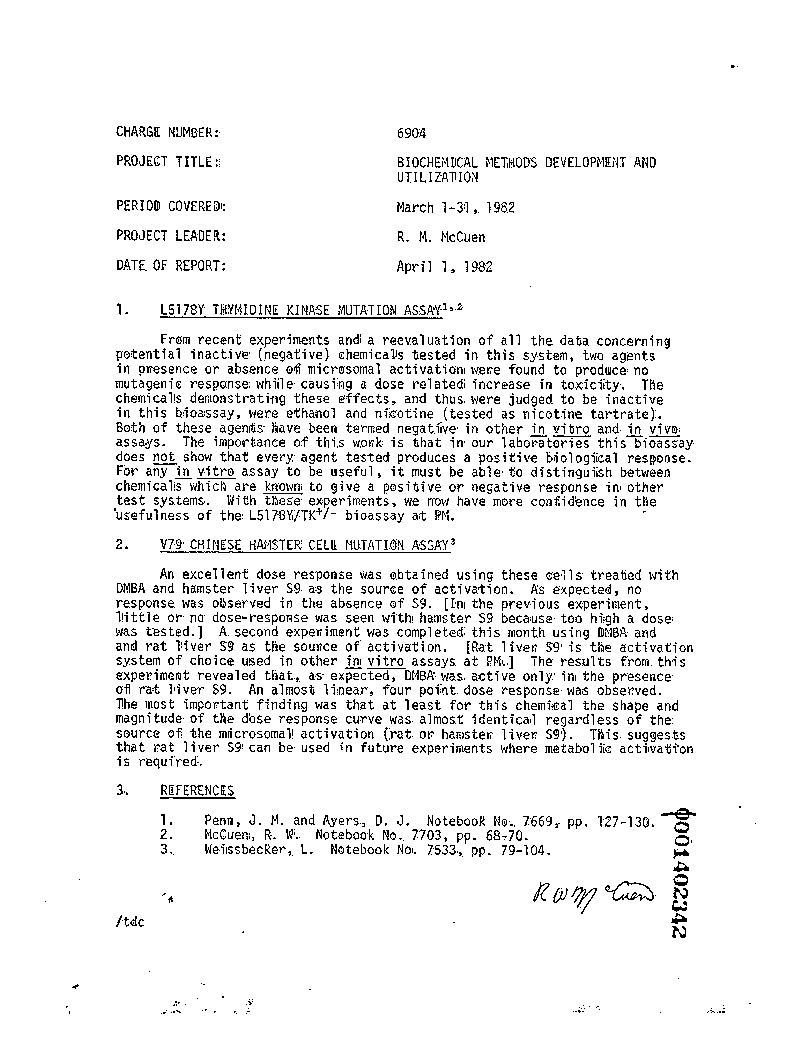 CHARGE NUMBER: 6904
PROJECT TITLE: BIOCHEMICAL METHODS DEVELOPMENT AND
UTILIZATION
PERIOD COVERED: March 1-31, 1982
PROJECT LEADER: R. M. McCuen
DATE OF REPORT: April 1, 1982
1. L5178Y THYMIDINE KINASE MUTATION ASSAY1,2
From recent experiments and a reevaluation of all the data concerning
potential inactive (negative) chemicals tested in this system, two agents
in presence or absence of microsomal activation were found to produce no
mutagenic response while causing a dose related increase in toxicity. The
chemicals demonstrating these effects, and thus were judged to be inactive
in this bioassay, were ethanol and nicotine (tested as nicotine tartrate).
Both of these agents have been termed negative in other in vitro and in vivo
assays. The importance of this work is that in our laboratories this bioassay
does not show that every agent tested produces a positive biological response.
For any in vitro assay to be useful, it must be able to distinguish between
chemicals which are known to give a positive or negative response in other
test systems. With these experiments, we now have more confidence in the
usefulness of the L5178Y/TK+/- bioassay at PM.
2. V79 CHINESE HAMSTER CELL MUTATION ASSAY3
An excellent dose response was obtained using these cells treated with
DMBA and hamster liver S9 as the source of activation. As expected, no
response was observed in the absence of S9. [In the previous experiment,
little or no dose-response was seen with hamster S9 because too high a dose
was tested.] A second experiment was completed this month using DMBA and
and rat liver S9 as the source of activation. [Rat liver S9 is the activation
system of choice used in other in vitro assays at PM.] The results from this
experiment revealed that, as expected, DMBA was active only in the presence
of rat liver S9. An almost linear, four point dose response was observed.
The most important finding was that at least for this chemical the shape and
magnitude of the dose response curve was almost identical regardless of the
source of the microsomal activation (rat or hamster liver S9). This suggests
that rat liver S9 can be used in future experiments where metabolic activation
is required.
3. REFERENCES
1. Penn, J. M. and Ayers, D. J. Notebook No. 7669, pp. 127-130.
2. McCuen, R. W. Notebook No. 7703, pp. 68-70.
3. Weissbecker, L. Notebook No. 7533, pp. 79-104.
R W McCuen
/tdc
0001402342